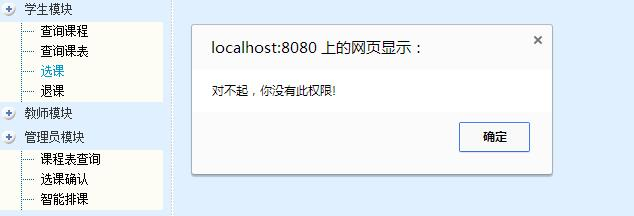 学生模块
查询课程
查询课表
选课
退课
教师模块
管理员模块
课程表查询
选课确认
智能排课
localhost:8080 上的网页显示：
对不起，你没有此权限!
确定